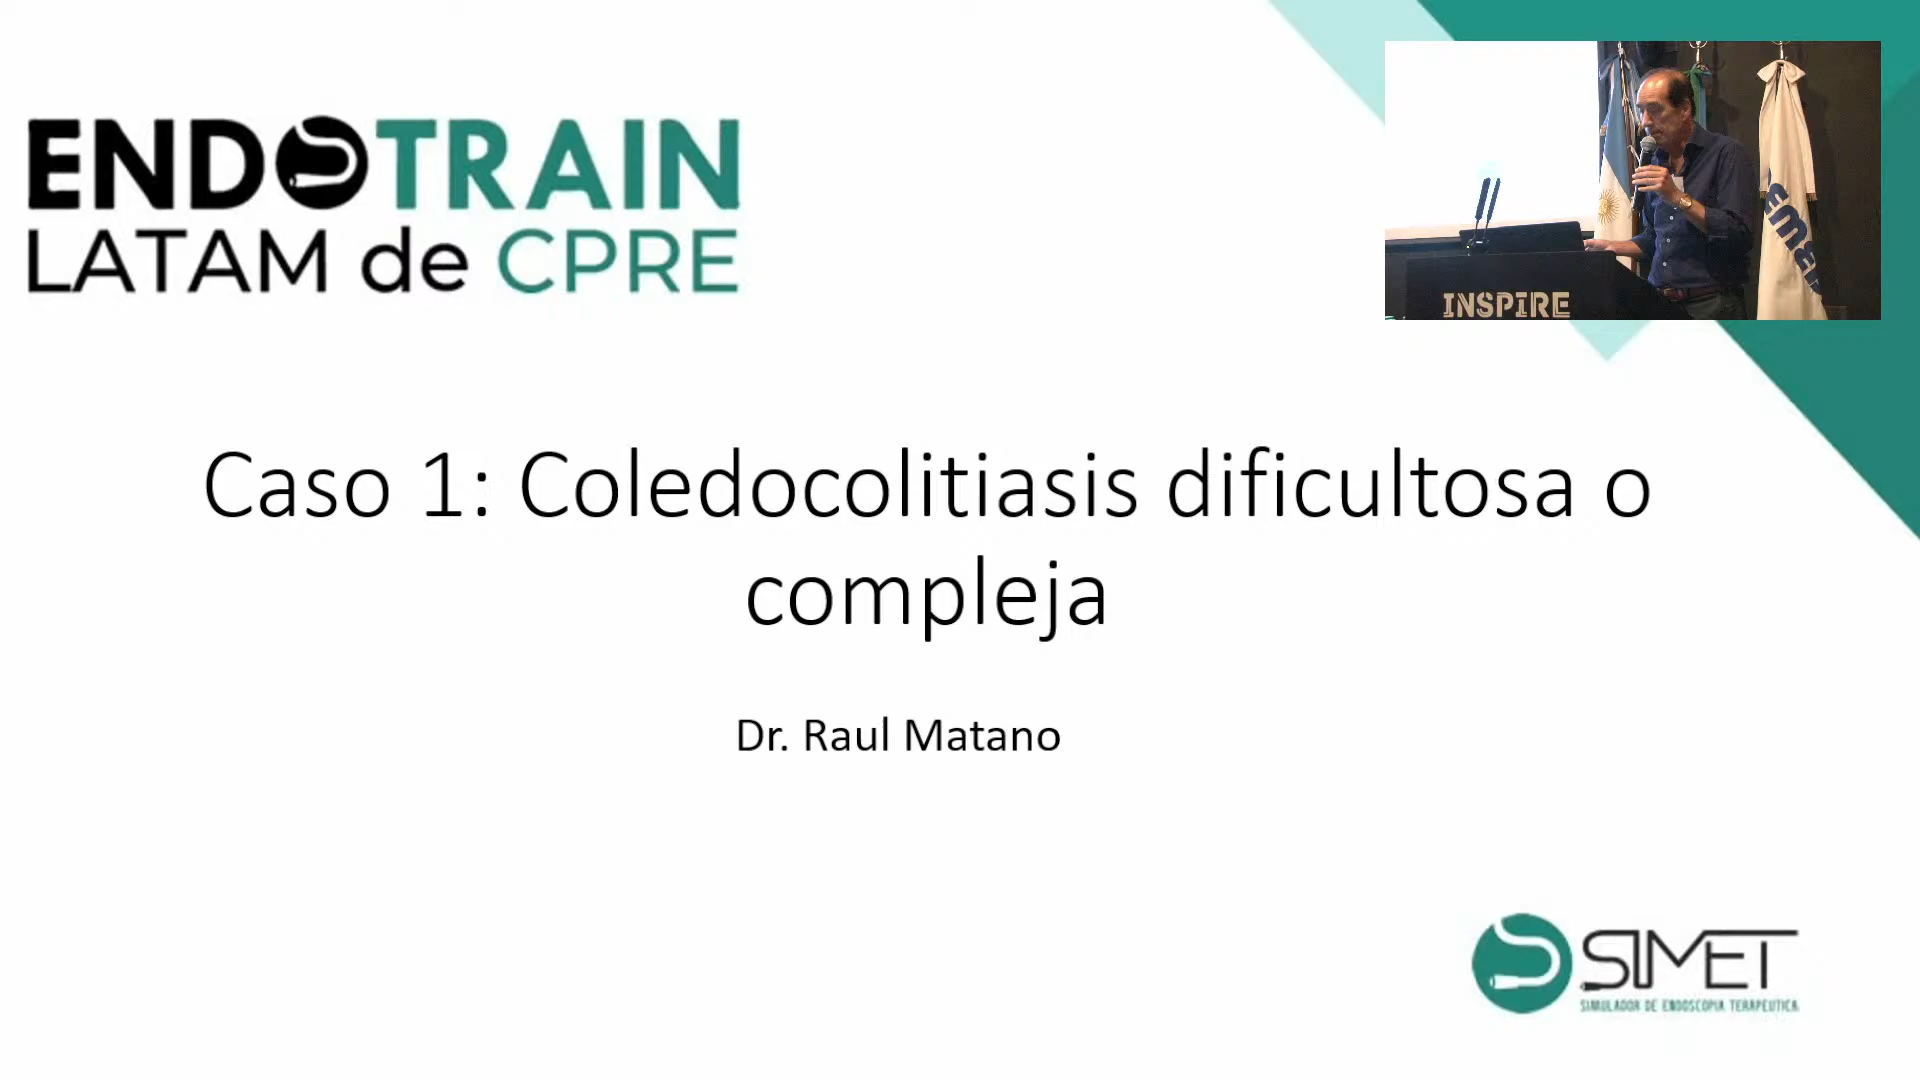 ENDOTRAIN
LATAM de CPRE
INSPIRE
Caso 1: Coledocolitiasis dificultosa o
compleja
Dr. Raul Matano
SIMET
SIMULADOR DE ENDOSCOPIA TERAPEUTICA